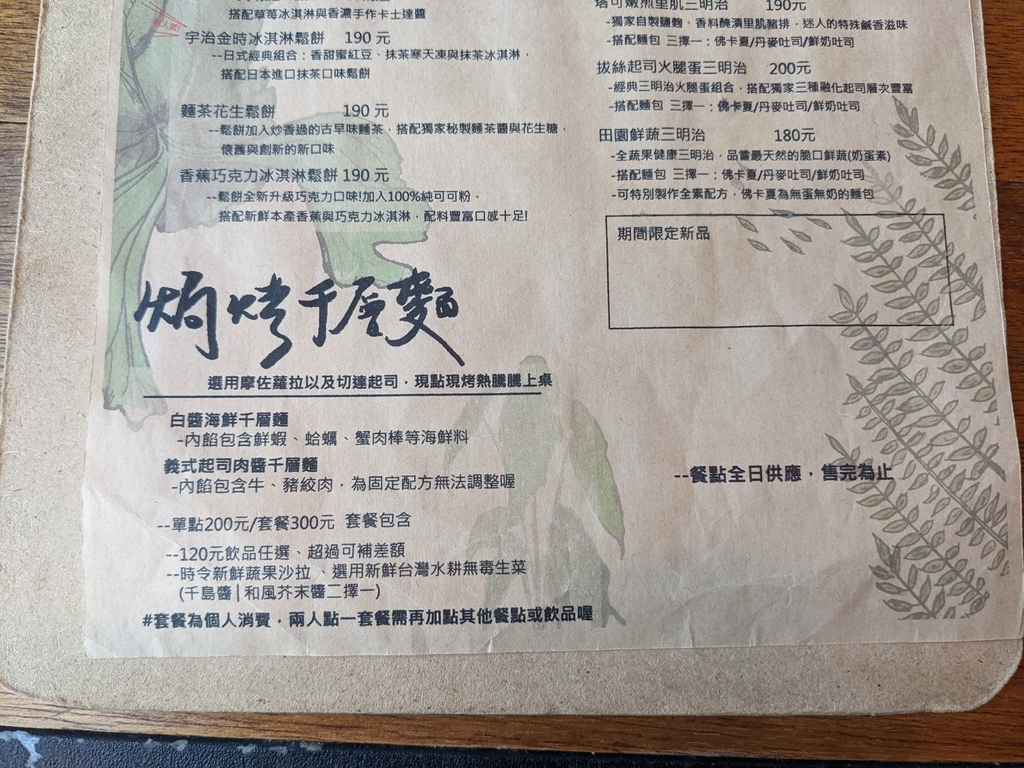 搭配草莓冰淇淋與香濃手作卡士達醬
宇治金時冰淇淋鬆餅 190 元
--日式經典組合：香甜蜜紅豆、抹茶寒天凍與抹茶冰淇淋，
搭配日本進口抹茶口味鬆餅
麵茶花生鬆餅 190 元
--鬆餅加入炒香過的古早味麵茶，搭配獨家秘製麵茶醬與花生糖，
懷舊與創新的新口味
香蕉巧克力冰淇淋鬆餅 190 元
--鬆餅全新升級巧克力口味!加入100%純可可粉，
搭配新鮮本產香蕉與巧克力冰淇淋，配料豐富口感十足!
焗烤千層麵
選用摩佐蘿拉以及切達起司，現點現烤熱騰騰上桌
白醬海鮮千層麵
-內餡包含鮮蝦、蛤蠣、蟹肉棒等海鮮料
義式起司肉醬千層麵
-內餡包含牛、豬絞肉，為固定配方無法調整喔
--單點200元/套餐300元 套餐包含
--120元飲品任選、超過可補差額
--時令新鮮蔬果沙拉 、選用新鮮台灣水耕無毒生菜
(千島醬|和風芥末醬二擇一)
#套餐為個人消費，兩人點一套餐需再加點其他餐點或飲品喔
塔可嫩煎里肌三明治 190元
-獨家自製鹽麴、香料醃漬里肌豬排，迷人的特殊鹹香滋味
-搭配麵包 三擇一：佛卡夏/丹麥吐司/鮮奶吐司
拔絲起司火腿蛋三明治 200元
-經典三明治火腿蛋組合，搭配獨家三種融化起司層次豐富
-搭配麵包 三擇一：佛卡夏/丹麥吐司/鮮奶吐司
田園鮮蔬三明治 180元
-全蔬果健康三明治，品嘗最天然的脆口鮮蔬(奶蛋素)
-搭配麵包 三擇一：佛卡夏/丹麥吐司/鮮奶吐司
-可特別製作全素配方，佛卡夏為無蛋無奶的麵包
期間限定新品
--餐點全日供應，售完為止